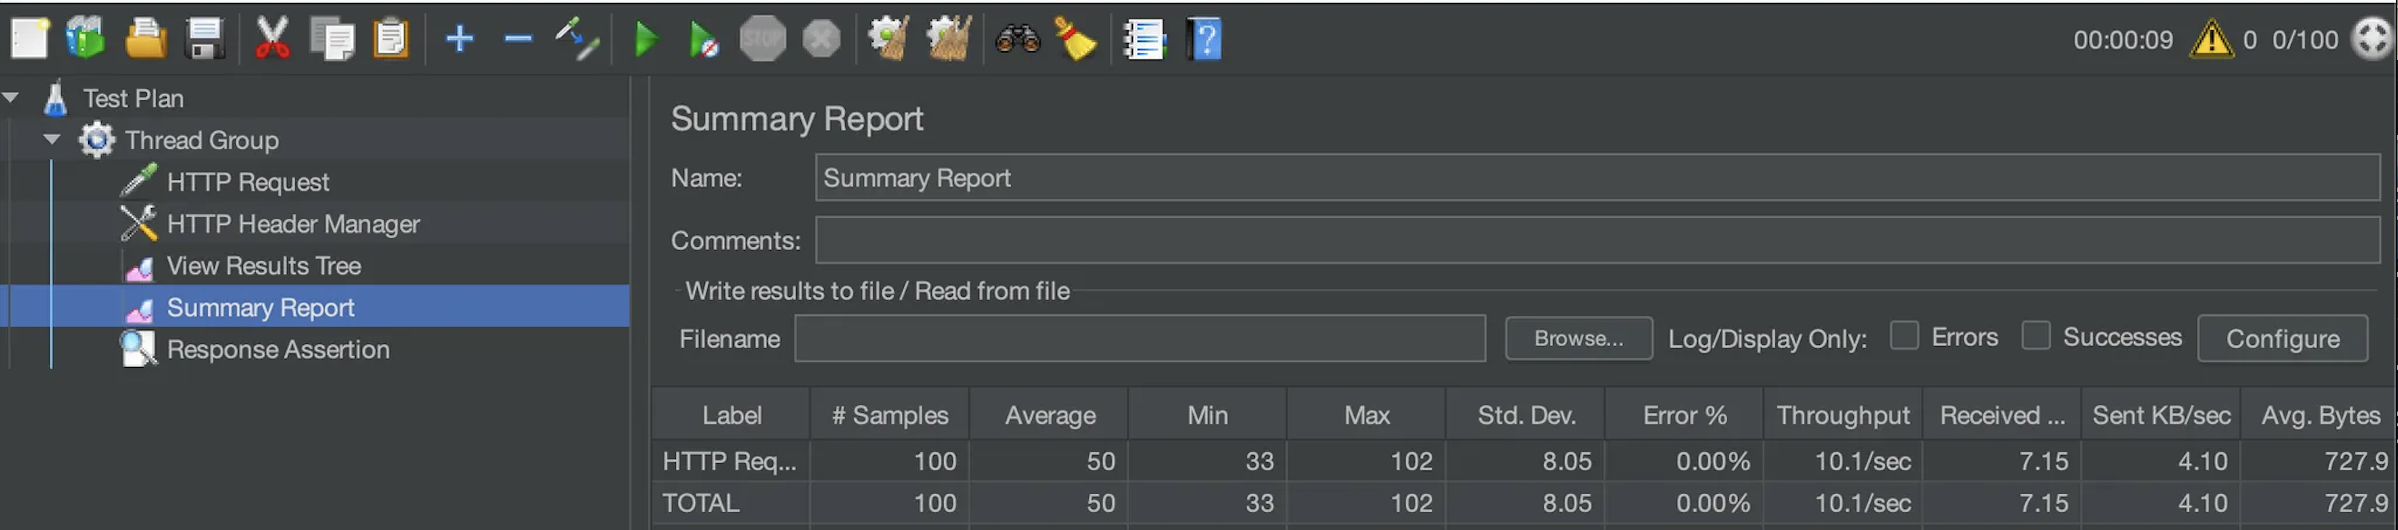 STOP
00:00:09 0 0/100
Test Plan
Thread Group
HTTP Request
HTTP Header Manager
View Results Tree
Summary Report
Response Assertion
Summary Report
Name: Summary Report
Comments:
Write results to file / Read from file
Filename Browse... Log/Display Only: Errors Successes Configure
Label # Samples Average Min Max Std. Dev. Error % Throughput Received ... Sent KB/sec Avg. Bytes
HTTP Req... 100 50 33 102 8.05 0.00% 10.1/sec 7.15 4.10 727.9
TOTAL 100 50 33 102 8.05 0.00% 10.1/sec 7.15 4.10 727.9